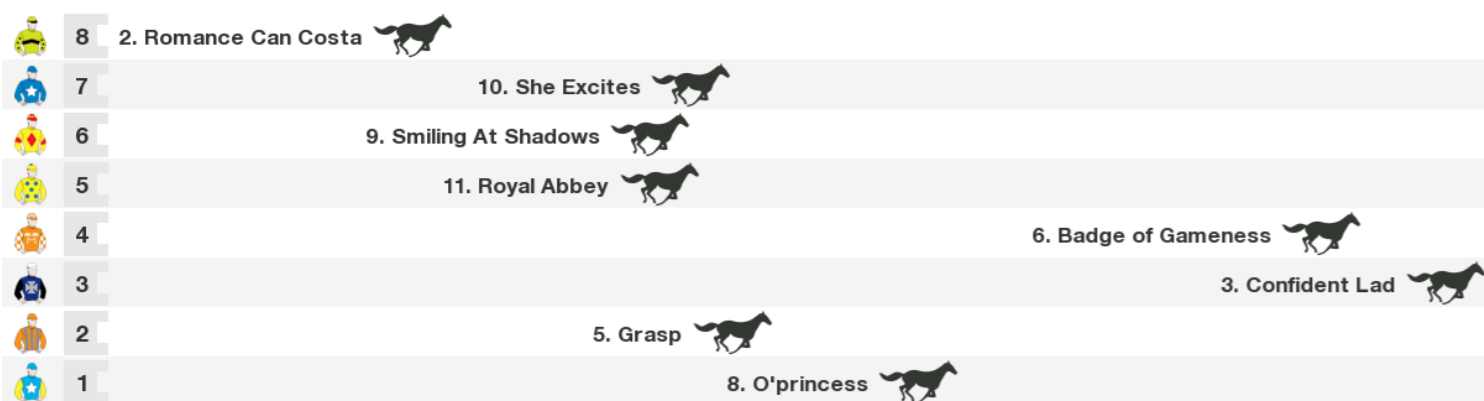 8 2. Romance Can Costa
7 10. She Excites
6 9. Smiling At Shadows
5 11. Royal Abbey
4 6. Badge of Gameness
3 3. Confident Lad
2 5. Grasp
1 8. O'princess